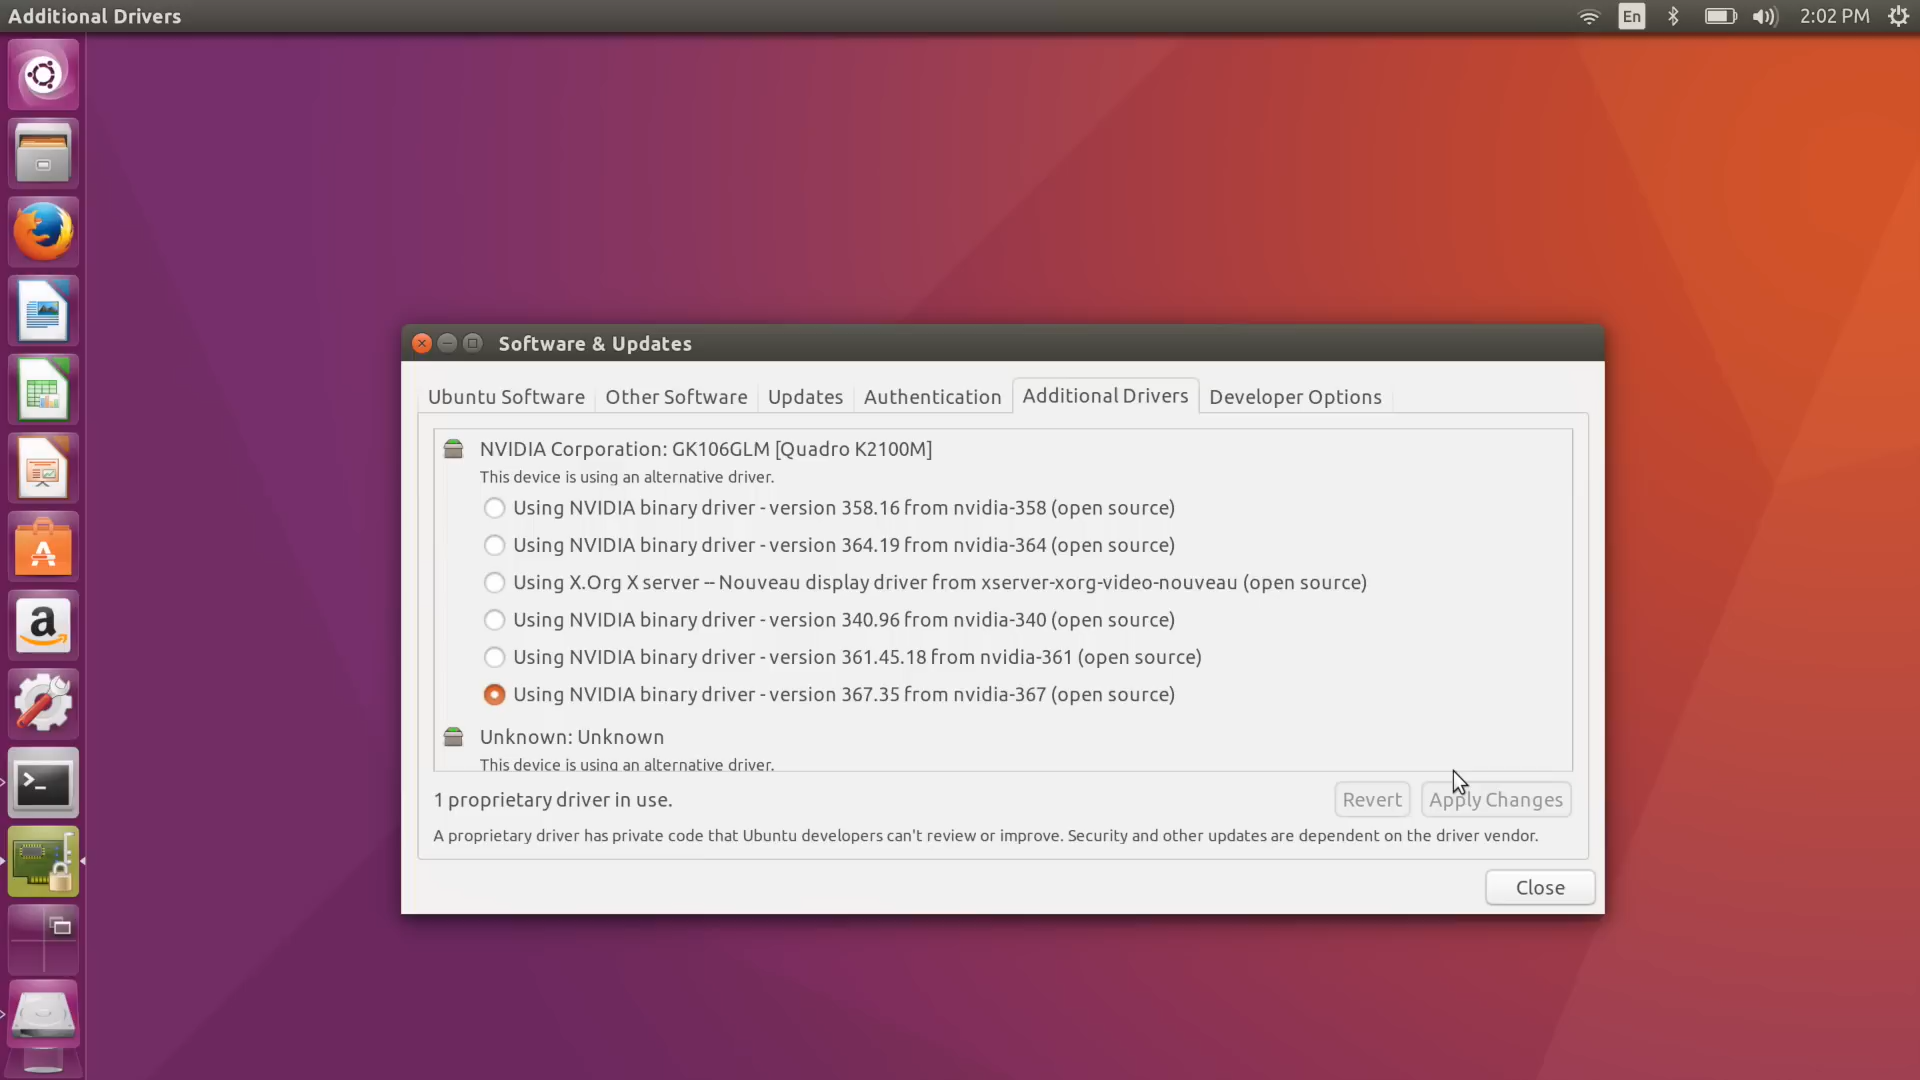 Additional Drivers
En
2:02 PM
Software & Updates
Ubuntu Software
Other Software
Updates
Authentication
Additional Drivers
Developer Options
NVIDIA Corporation: GK106GLM [Quadro K2100M]
This device is using an alternative driver.
Using NVIDIA binary driver - version 358.16 from nvidia-358 (open source)
Using NVIDIA binary driver - version 364.19 from nvidia-364 (open source)
Using X.Org X server -- Nouveau display driver from xserver-xorg-video-nouveau (open source)
Using NVIDIA binary driver - version 340.96 from nvidia-340 (open source)
Using NVIDIA binary driver - version 361.45.18 from nvidia-361 (open source)
Using NVIDIA binary driver - version 367.35 from nvidia-367 (open source)
Unknown: Unknown
This device is using an alternative driver.
1 proprietary driver in use.
Revert
Apply Changes
A proprietary driver has private code that Ubuntu developers can't review or improve. Security and other updates are dependent on the driver vendor.
Close